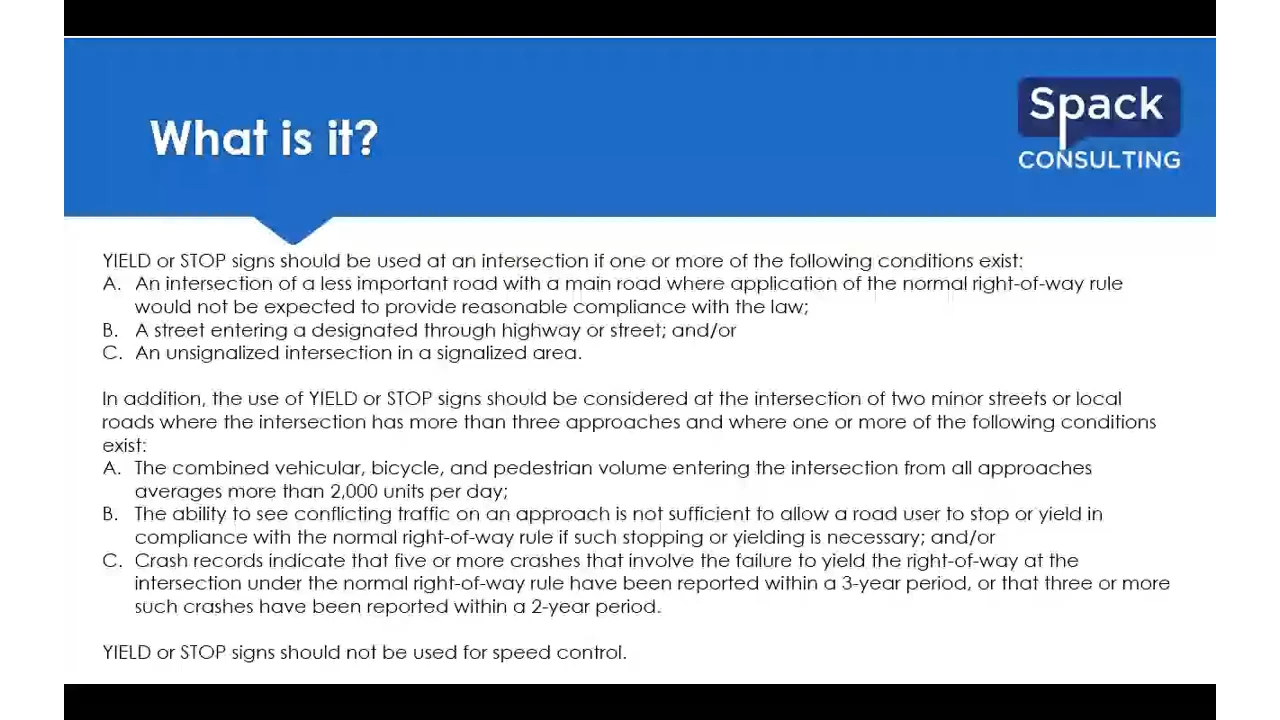 What is it?
Spack
CONSULTING
YIELD or STOP signs should be used at an intersection if one or more of the following conditions exist:
A. An intersection of a less important road with a main road where application of the normal right-of-way rule
would not be expected to provide reasonable compliance with the law;
B. A street entering a designated through highway or street; and/or
C. An unsignalized intersection in a signalized area.
In addition, the use of YIELD or STOP signs should be considered at the intersection of two minor streets or local
roads where the intersection has more than three approaches and where one or more of the following conditions
exist:
A. The combined vehicular, bicycle, and pedestrian volume entering the intersection from all approaches
averages more than 2,000 units per day;
B. The ability to see conflicting traffic on an approach is not sufficient to allow a road user to stop or yield in
compliance with the normal right-of-way rule if such stopping or yielding is necessary; and/or
C. Crash records indicate that five or more crashes that involve the failure to yield the right-of-way at the
intersection under the normal right-of-way rule have been reported within a 3-year period, or that three or more
such crashes have been reported within a 2-year period.
YIELD or STOP signs should not be used for speed control.